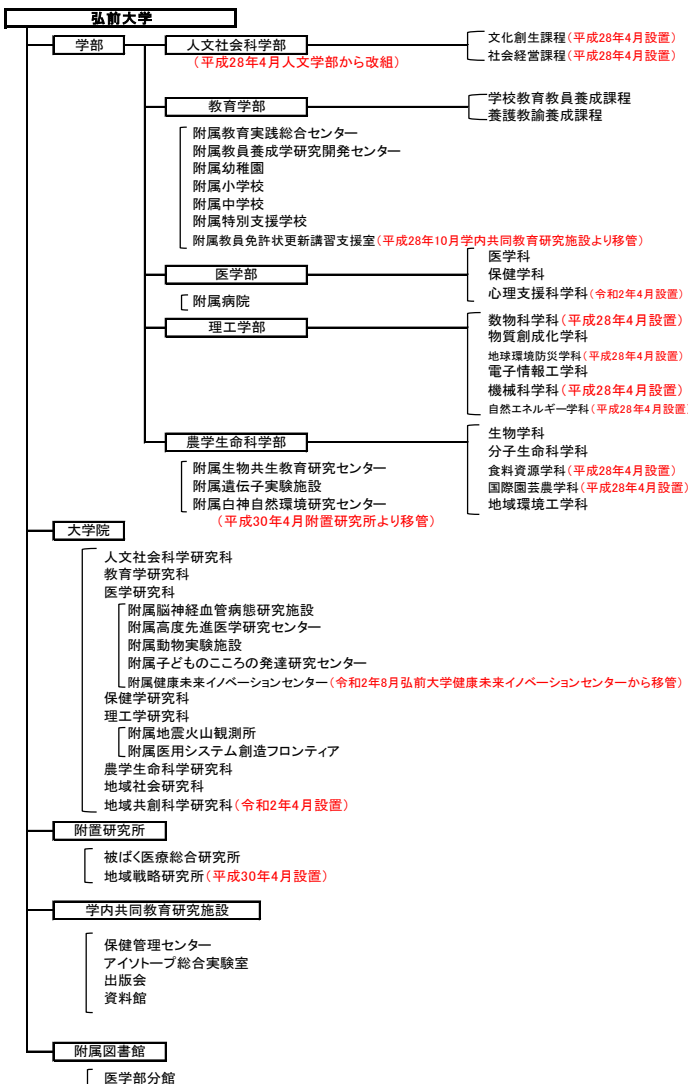 弘前大学
学部
人文社会科学部
(平成28年4月人文学部から改組)
文化創生課程(平成28年4月設置)
社会経営課程(平成28年4月設置)
教育学部
学校教育教員養成課程
養護教諭養成課程
附属教育実践総合センター
附属教員養成学研究開発センター
附属幼稚園
附属小学校
附属中学校
附属特別支援学校
附属教員免許状更新講習支援室(平成28年10月学内共同教育研究施設より移管)
医学部
医学科
保健学科
心理支援科学科(令和2年4月設置)
附属病院
理工学部
数物科学科(平成28年4月設置)
物質創成化学科
地球環境防災学科(平成28年4月設置)
電子情報工学科
機械科学科(平成28年4月設置)
自然エネルギー学科(平成28年4月設置)
農学生命科学部
生物学科
分子生命科学科
食料資源学科(平成28年4月設置)
国際園芸農学科(平成28年4月設置)
地域環境工学科
附属生物共生教育研究センター
附属遺伝子実験施設
附属白神自然環境研究センター
(平成30年4月附置研究所より移管)
大学院
人文社会科学研究科
教育学研究科
医学研究科
附属脳神経血管病態研究施設
附属高度先進医学研究センター
附属動物実験施設
附属子どものこころの発達研究センター
附属健康未来イノベーションセンター(令和2年8月弘前大学健康未来イノベーションセンターから移管)
保健学研究科
理工学研究科
附属地震火山観測所
附属医用システム創造フロンティア
農学生命科学研究科
地域社会研究科
地域共創科学研究科(令和2年4月設置)
附置研究所
被ばく医療総合研究所
地域戦略研究所(平成30年4月設置)
学内共同教育研究施設
保健管理センター
アイソトープ総合実験室
出版会
資料館
附属図書館
医学部分館